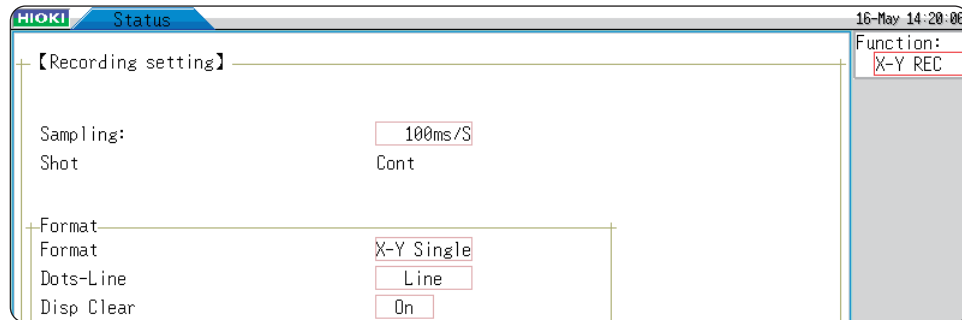 HIOKI Status 16-May 14:20:06
Function:
X-Y REC
【Recording setting】
Sampling: 100ms/S
Shot Cont
Format
Format X-Y Single
Dots-Line Line
Disp Clear On